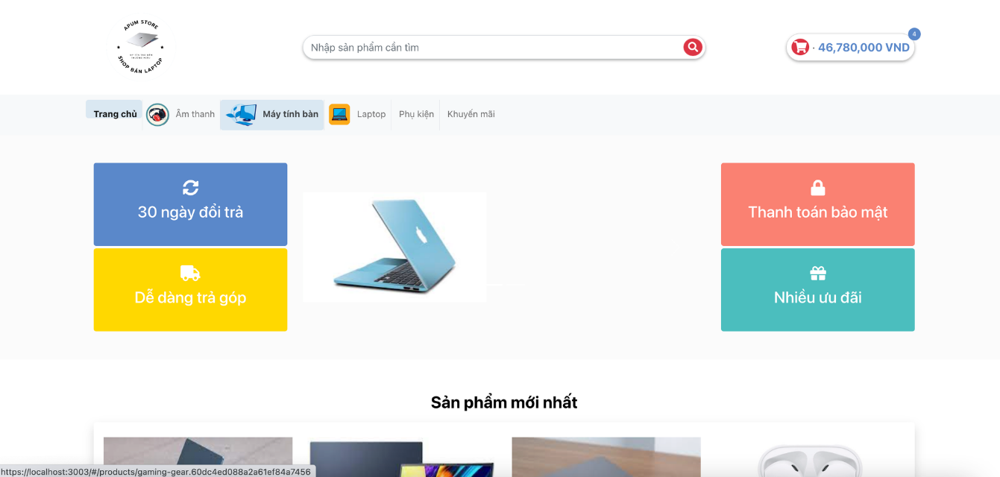 APUM STORE
SHOP BÁN LAPTOP
Nhập sản phẩm cần tìm
4
· 46,780,000 VND
Trang chủ
Âm thanh
Máy tính bàn
Laptop
Phụ kiện
Khuyến mãi
30 ngày đổi trả
Thanh toán bảo mật
Dễ dàng trả góp
Nhiều ưu đãi
Sản phẩm mới nhất
https://localhost:3003/#/products/gaming-gear.60dc4ed088a2a61ef84a7456